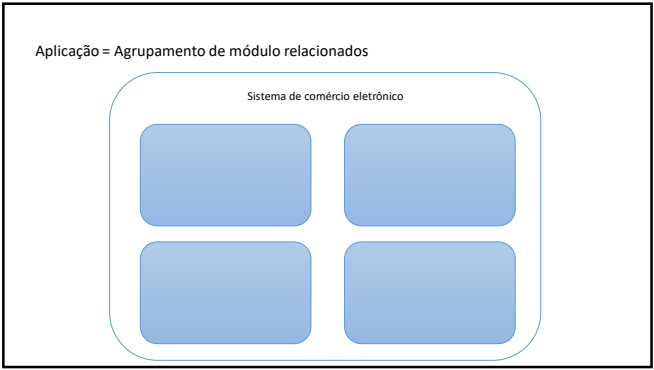 Aplicação = Agrupamento de módulo relacionados
Sistema de comércio eletrônico